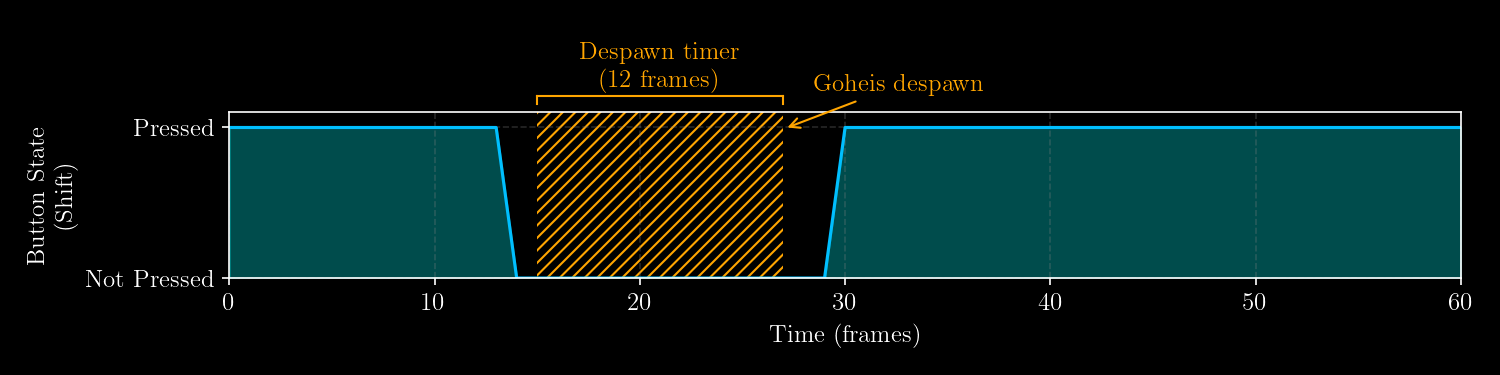 Despawn timer
(12 frames)
Goheis despawn
Pressed
Not Pressed
Button State
(Shift)
0
10
20
30
40
50
60
Time (frames)